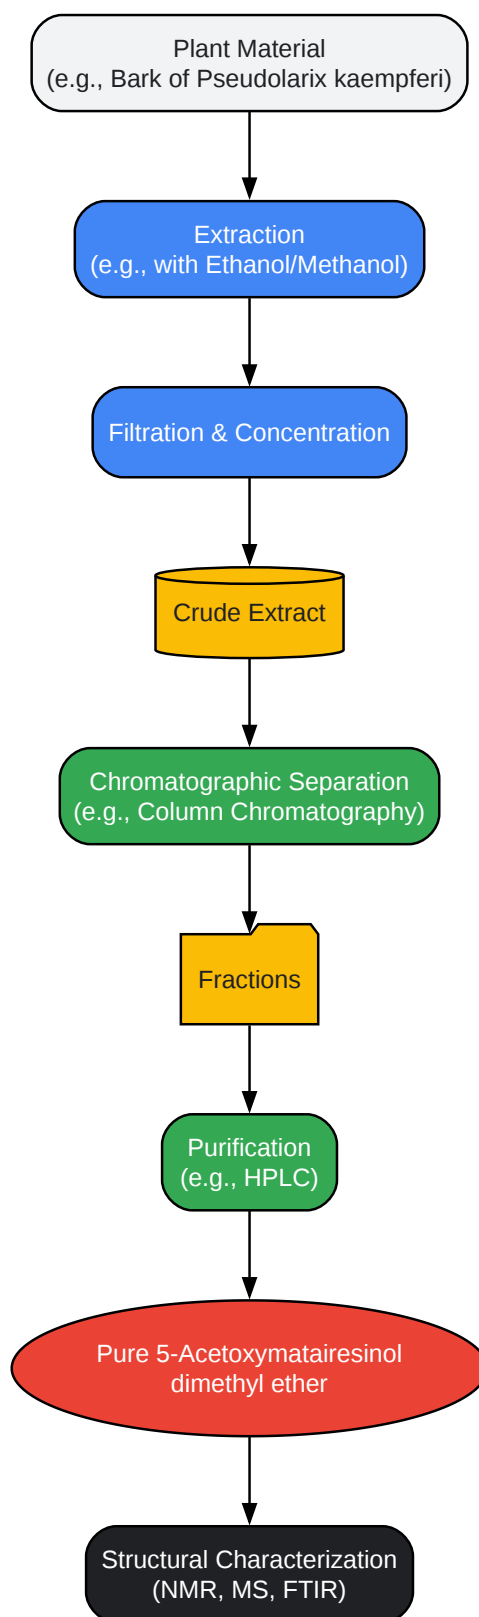 Plant Material
(e.g., Bark of Pseudolarix kaempferi)
Extraction
(e.g., with Ethanol/Methanol)
Filtration & Concentration
Crude Extract
Chromatographic Separation
(e.g., Column Chromatography)
Fractions
Purification
(e.g., HPLC)
Pure 5-Acetoxymatairesinol
dimethyl ether
Structural Characterization
(NMR, MS, FTIR)